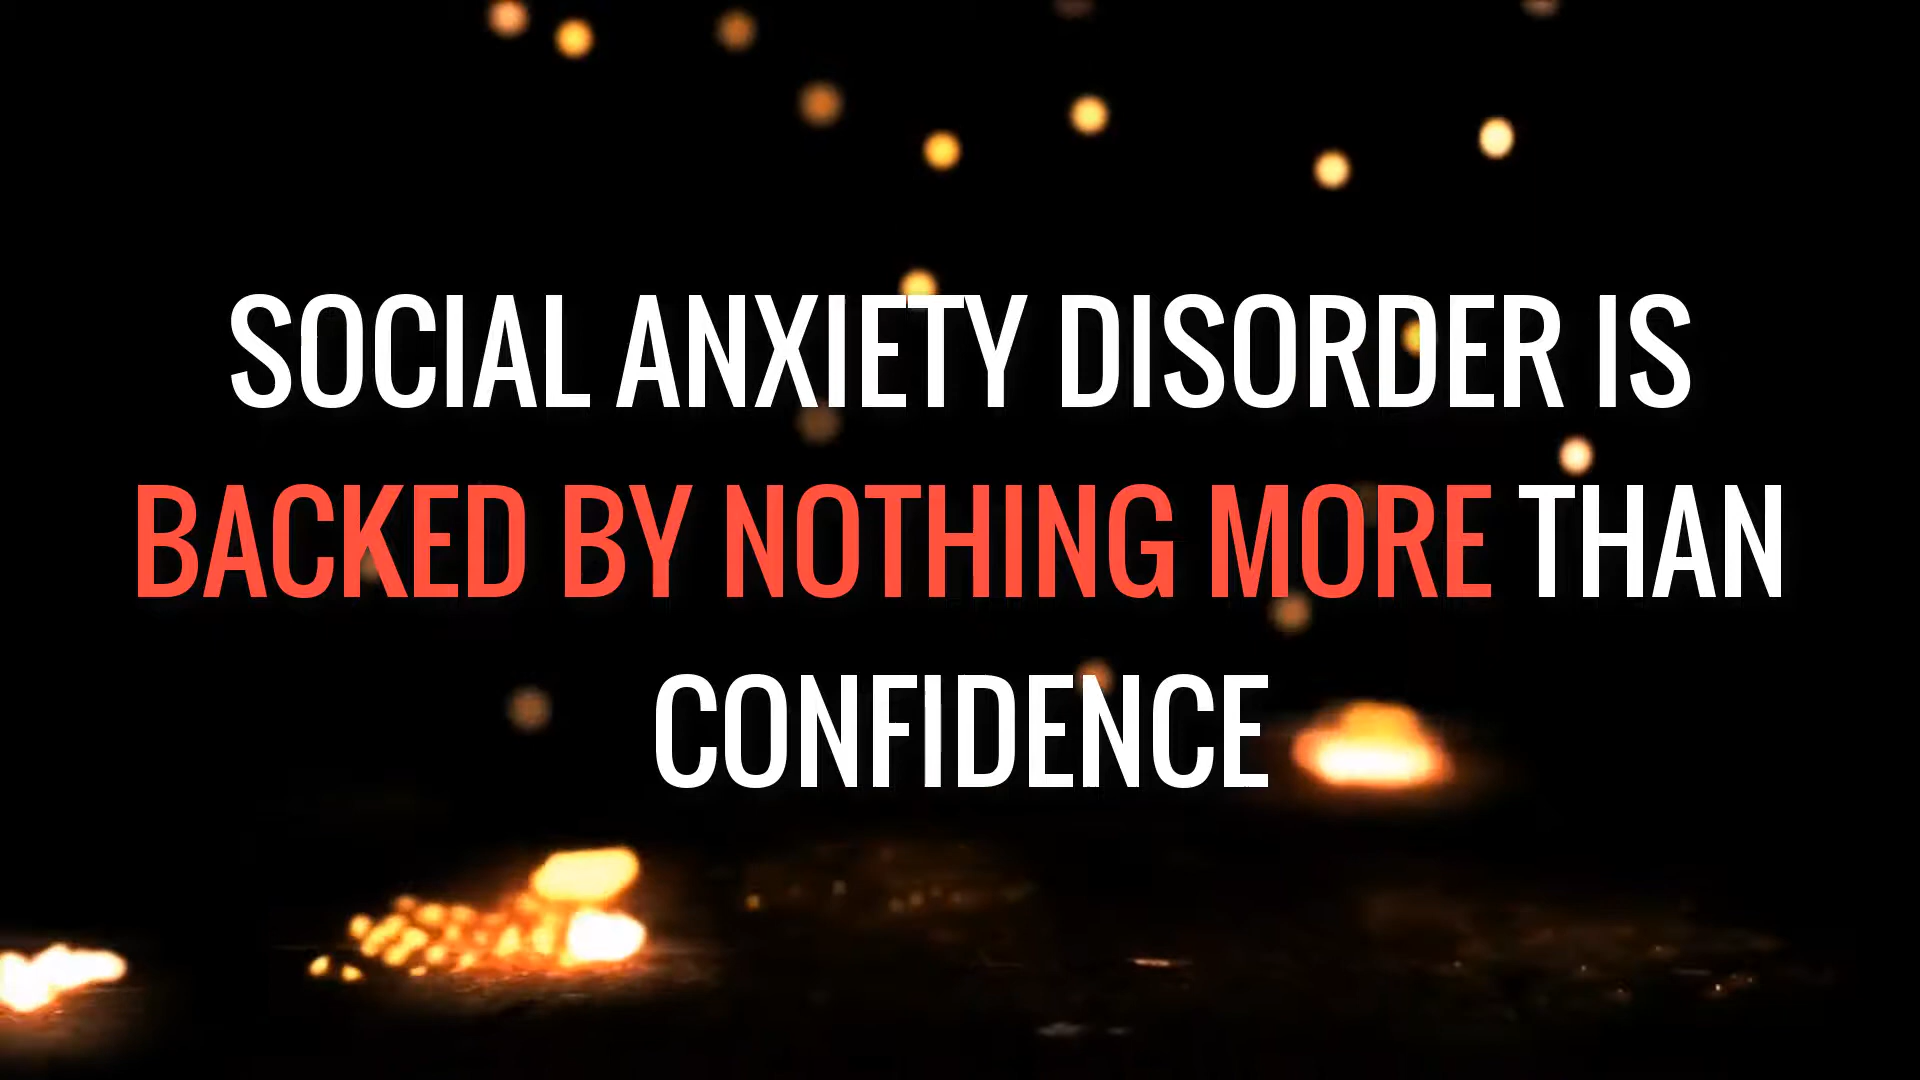 SOCIAL ANXIETY DISORDER IS
BACKED BY NOTHING MORE THAN
CONFIDENCE